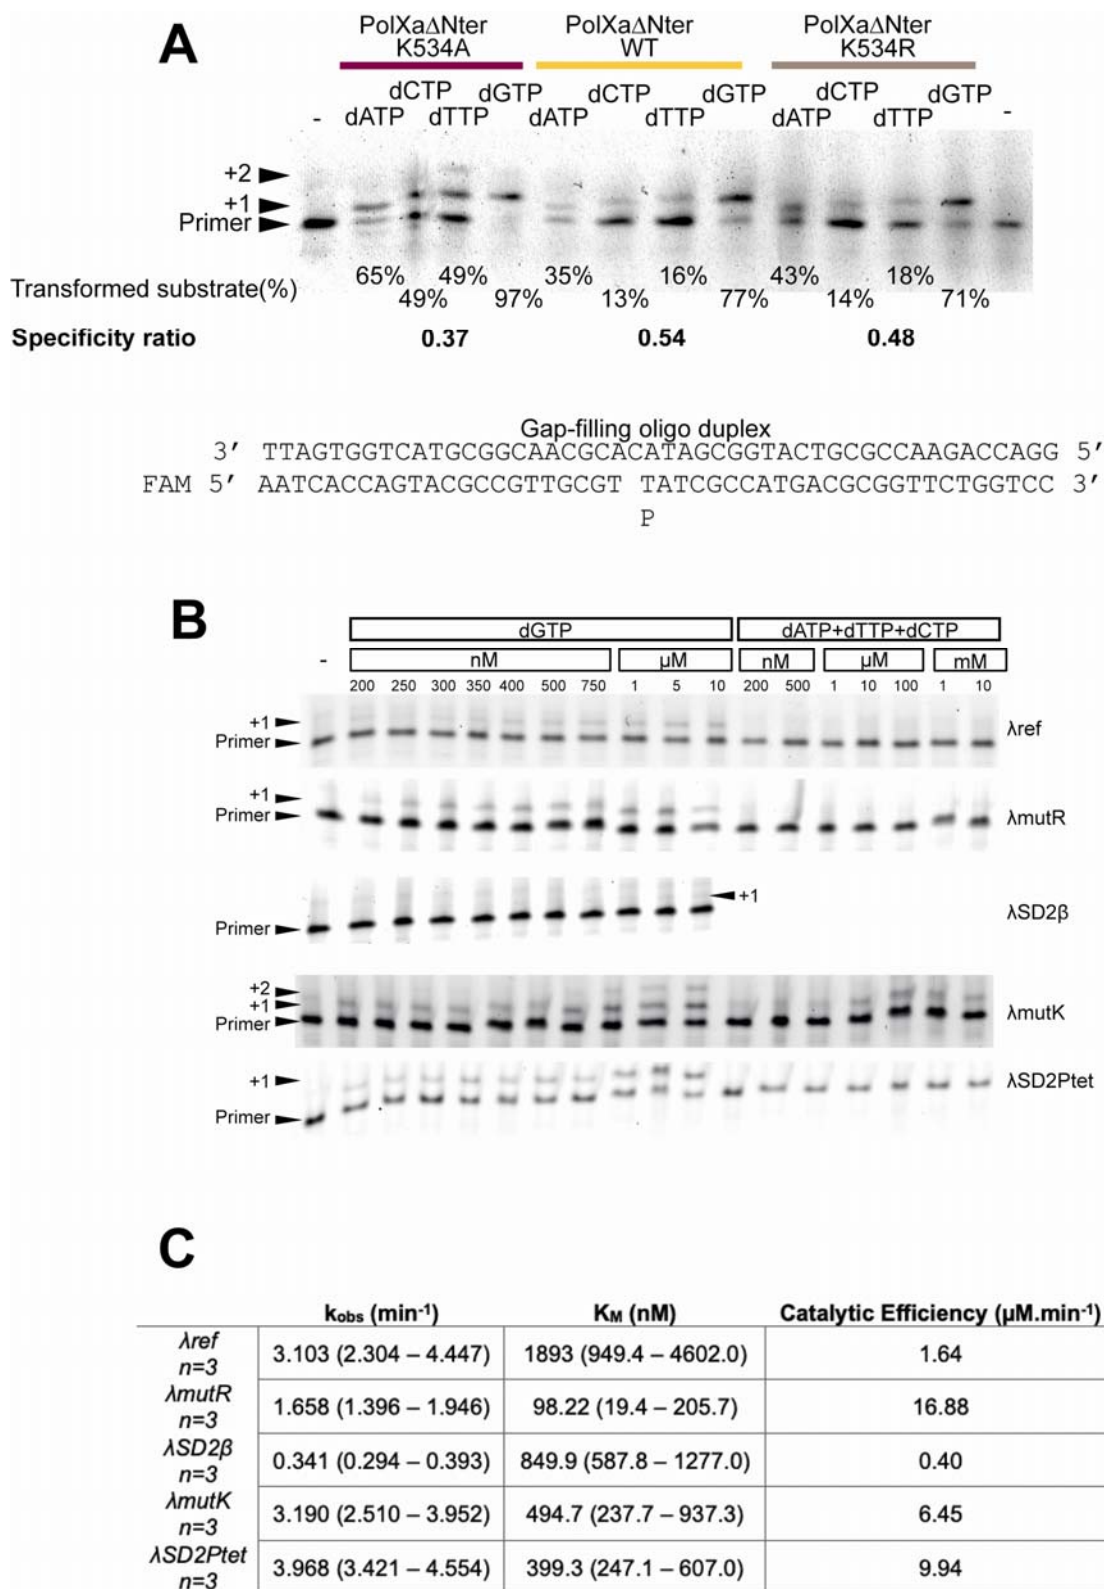 A
PolXaΔNter K534A PolXaΔNter WT PolXaΔNter K534R
- dATP dCTP dTTP dGTP dATP dCTP dTTP dGTP dATP dCTP dTTP dGTP -
+2
+1
Primer
Transformed substrate(%) 65% 49% 49% 97% 35% 13% 16% 77% 43% 14% 18% 71%
Specificity ratio 0.37 0.54 0.48
Gap-filling oligo duplex
3' TTAGTGGTCATGCGGCAACGCACATAGCGGTACTGCGCCAAGACCAGG 5'
FAM 5' AATCACCAGTACGCCGTTGCGT TATCGCCATGACGCGGTTCTGGTCC 3'
P
B
dGTP dATP+dTTP+dCTP
- nM µM nM µM mM
200 250 300 350 400 500 750 1 5 10 200 500 1 10 100 1 10
+1
Primer
λref
+1
Primer
λmutR
+1
Primer
λSD2β
+2
+1
Primer
λmutK
+1
Primer
λSD2Ptet
C
kobs (min-1) KM (nM) Catalytic Efficiency (µM.min-1)
λref n=3 3.103 (2.304 – 4.447) 1893 (949.4 – 4602.0) 1.64
λmutR n=3 1.658 (1.396 – 1.946) 98.22 (19.4 – 205.7) 16.88
λSD2β n=3 0.341 (0.294 – 0.393) 849.9 (587.8 – 1277.0) 0.40
λmutK n=3 3.190 (2.510 – 3.952) 494.7 (237.7 – 937.3) 6.45
λSD2Ptet n=3 3.968 (3.421 – 4.554) 399.3 (247.1 – 607.0) 9.94